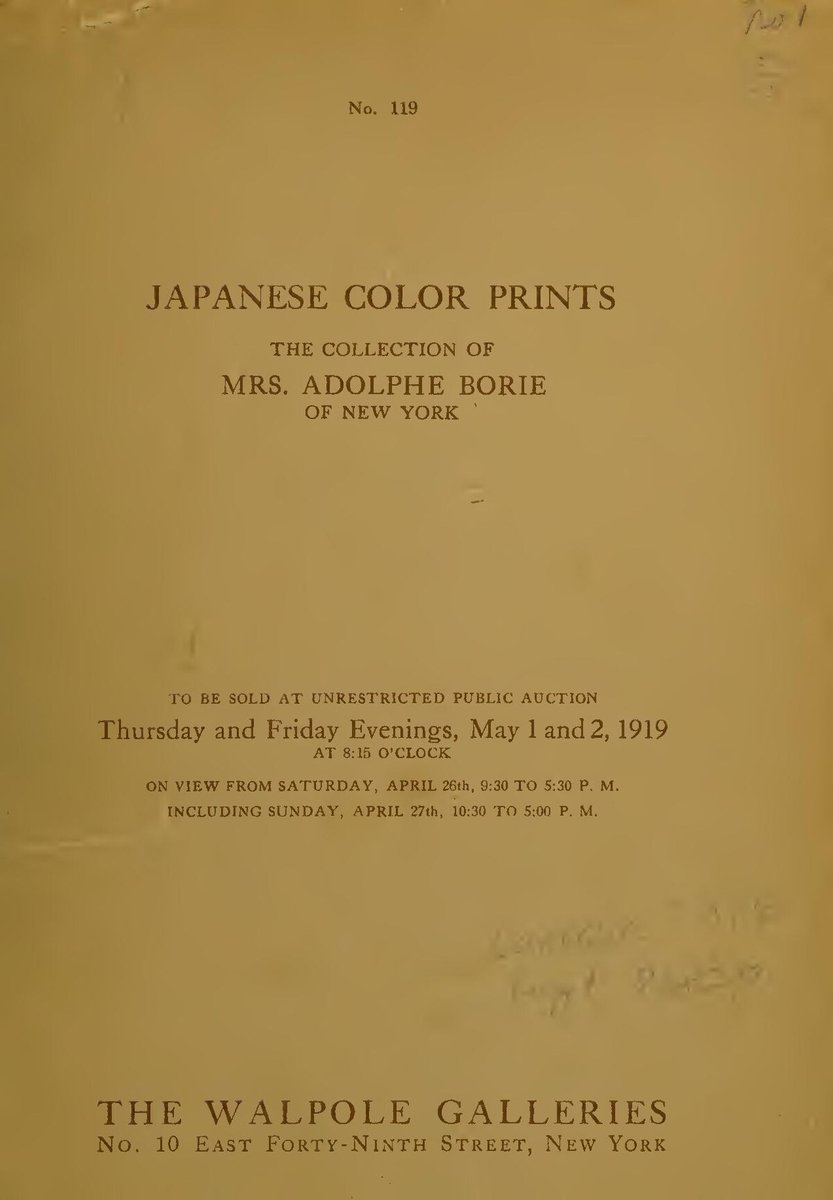 No. 119
JAPANESE COLOR PRINTS
THE COLLECTION OF
MRS. ADOLPHE BORIE
OF NEW YORK
TO BE SOLD AT UNRESTRICTED PUBLIC AUCTION
Thursday and Friday Evenings, May 1 and 2, 1919
AT 8:15 O'CLOCK
ON VIEW FROM SATURDAY, APRIL 26th, 9:30 TO 5:30 P. M.
INCLUDING SUNDAY, APRIL 27th, 10:30 TO 5:00 P. M.
THE WALPOLE GALLERIES
No. 10 East Forty-Ninth Street, New York